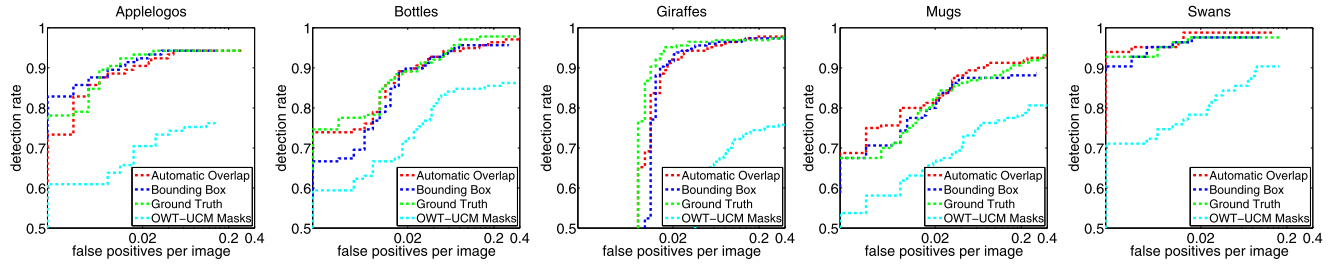 Applelogos
1
0.9
0.8
0.7
0.6
0.5
detection rate
0.02
0.2
0.4
false positives per image
Automatic Overlap
Bounding Box
Ground Truth
OWT-UCM Masks
Bottles
1
0.9
0.8
0.7
0.6
0.5
detection rate
0.02
0.2
0.4
false positives per image
Automatic Overlap
Bounding Box
Ground Truth
OWT-UCM Masks
Giraffes
1
0.9
0.8
0.7
0.6
0.5
detection rate
0.02
0.2
0.4
false positives per image
Automatic Overlap
Bounding Box
Ground Truth
OWT-UCM Masks
Mugs
1
0.9
0.8
0.7
0.6
0.5
detection rate
0.02
0.2
0.4
false positives per image
Automatic Overlap
Bounding Box
Ground Truth
OWT-UCM Masks
Swans
1
0.9
0.8
0.7
0.6
0.5
detection rate
0.02
0.2
0.4
false positives per image
Automatic Overlap
Bounding Box
Ground Truth
OWT-UCM Masks